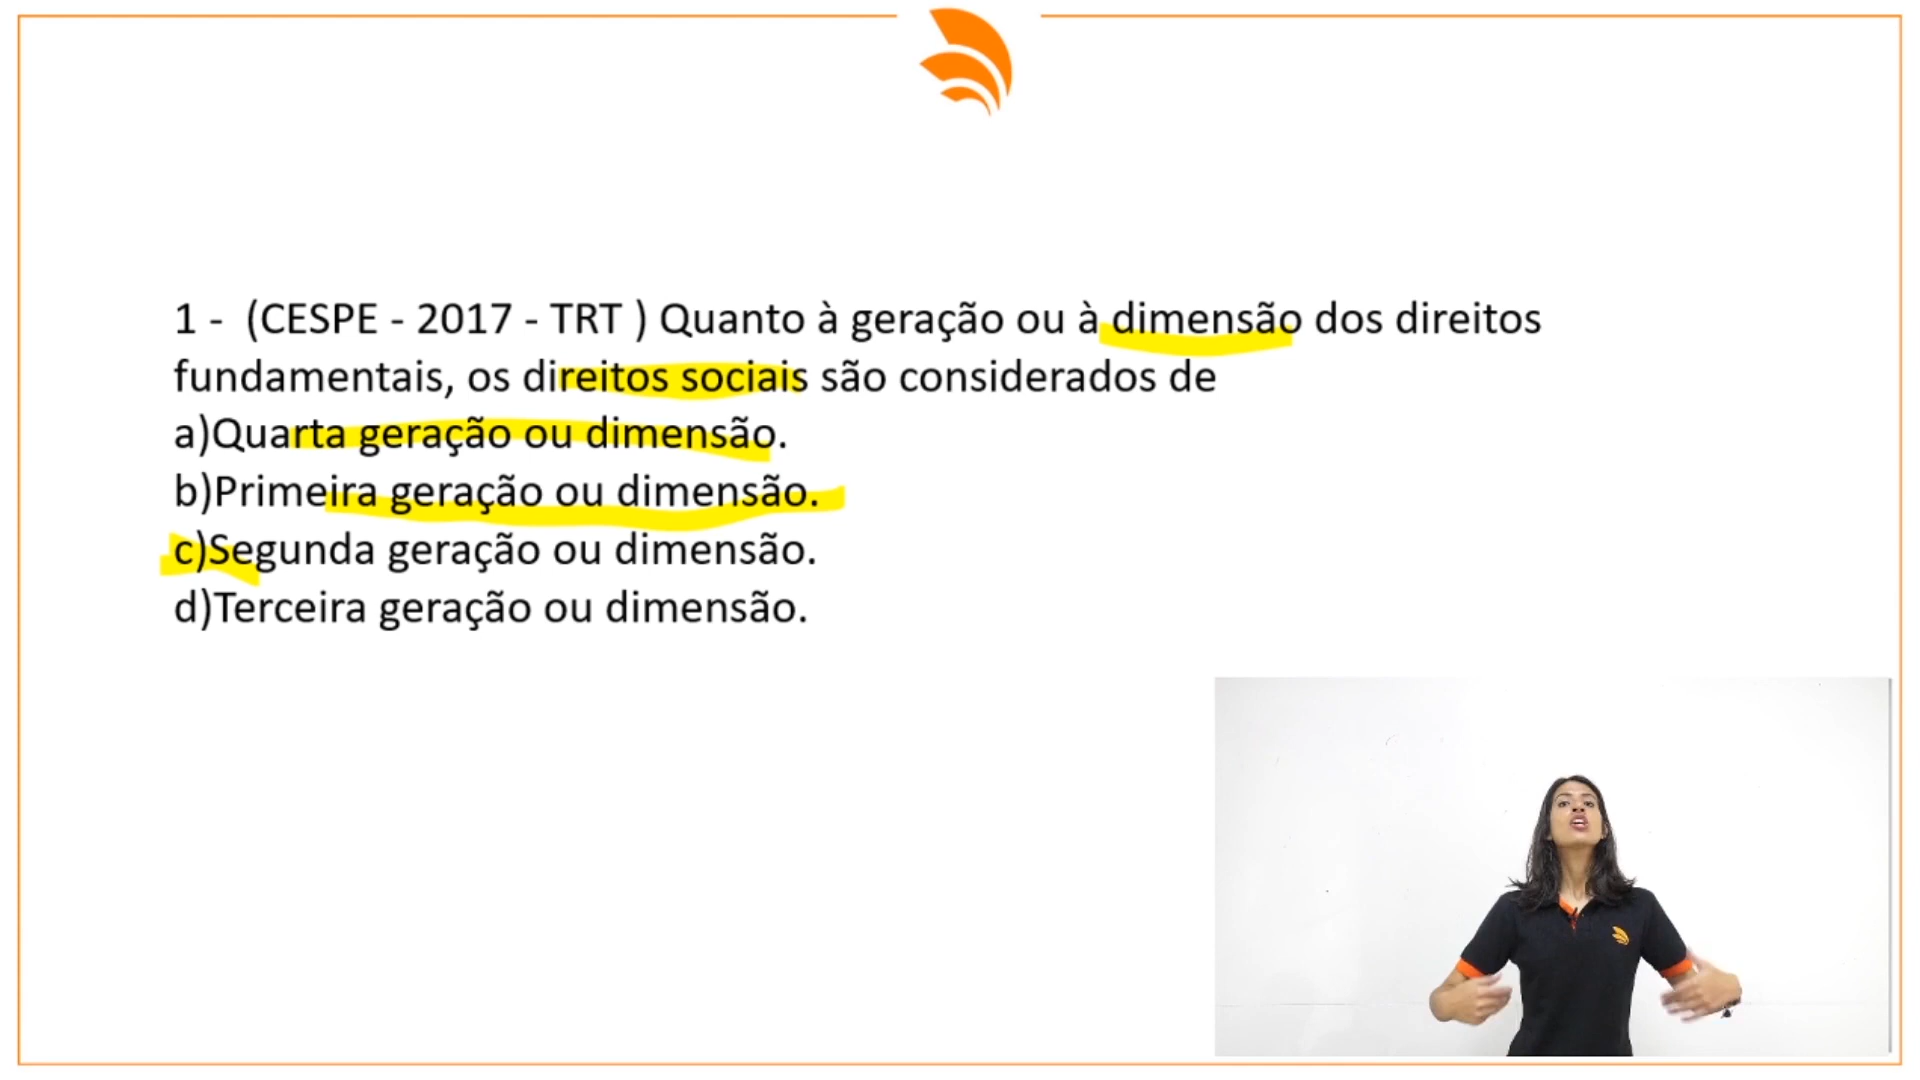 1 - (CESPE - 2017 - TRT ) Quanto à geração ou à dimensão dos direitos
fundamentais, os direitos sociais são considerados de
a)Quarta geração ou dimensão.
b)Primeira geração ou dimensão.
c)Segunda geração ou dimensão.
d)Terceira geração ou dimensão.